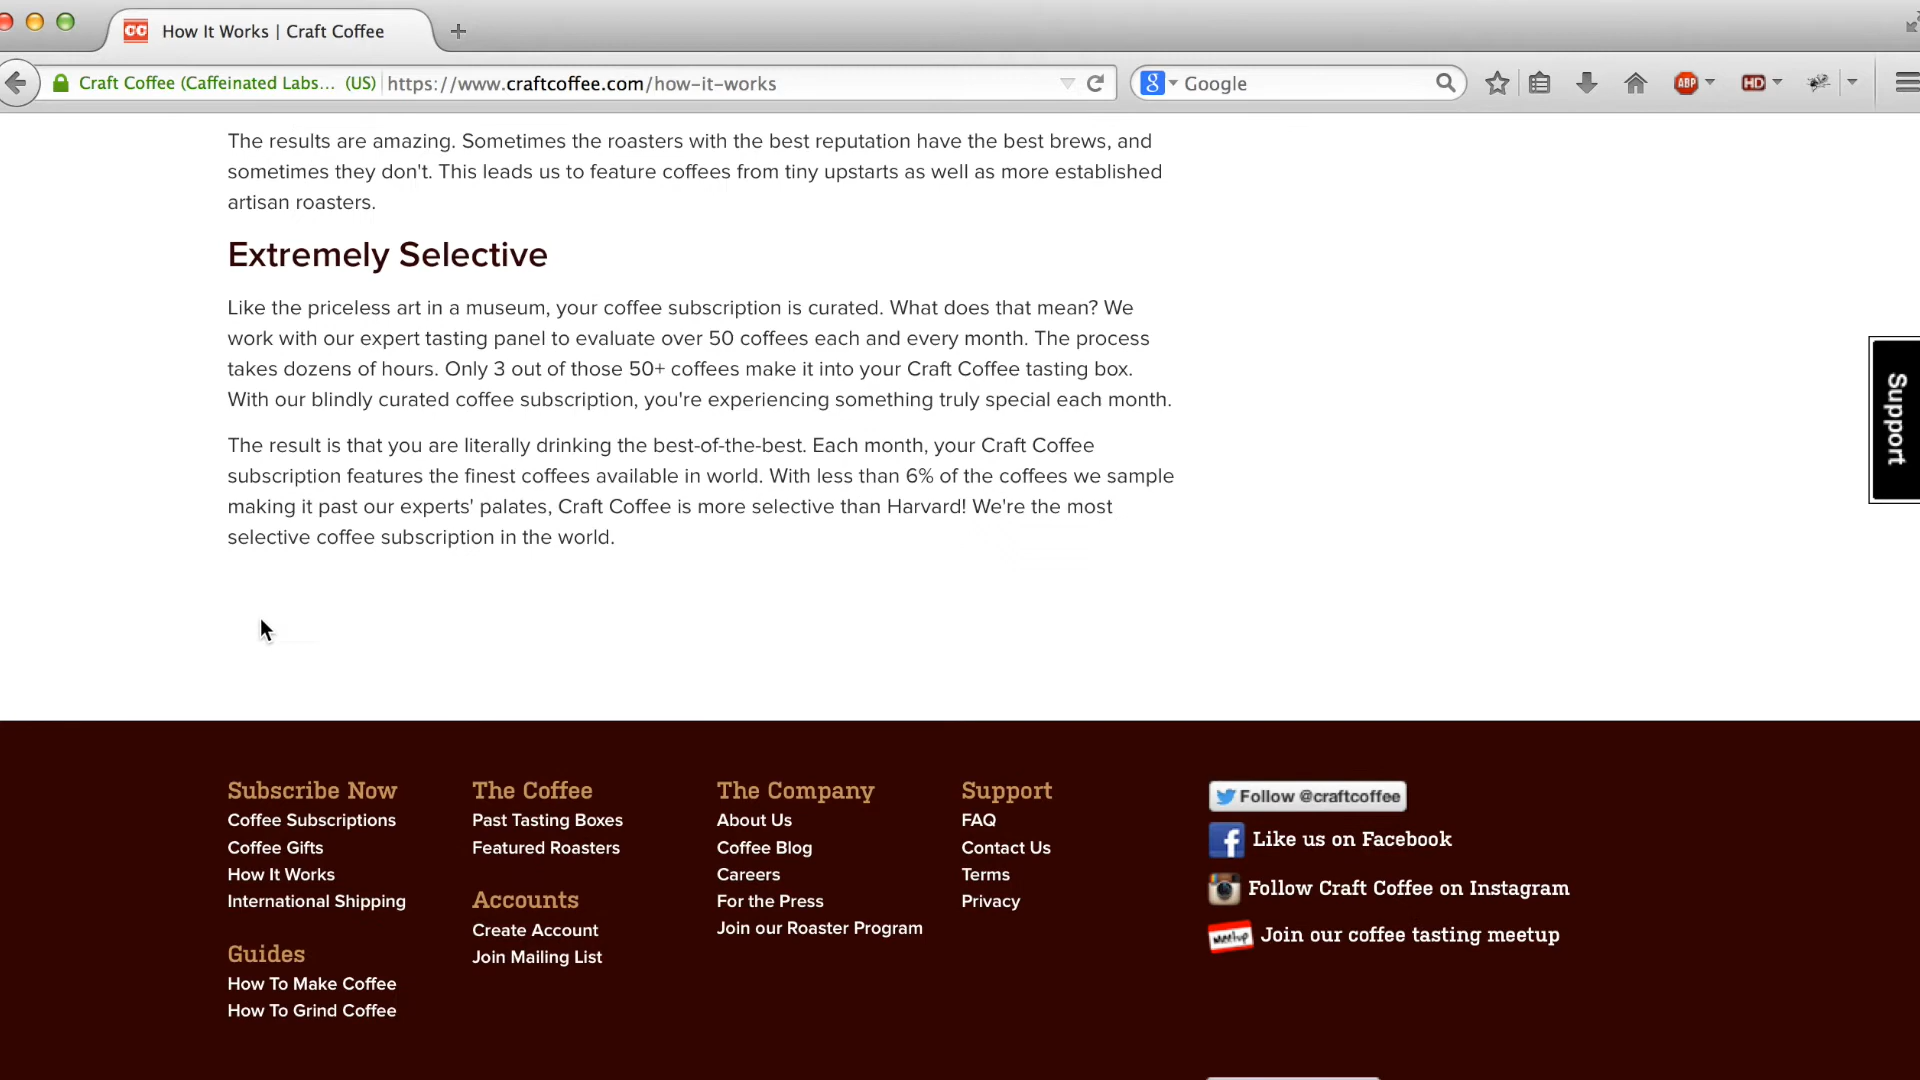 How It Works | Craft Coffee
Craft Coffee (Caffeinated Labs... (US) https://www.craftcoffee.com/how-it-works Google ABP HD
The results are amazing. Sometimes the roasters with the best reputation have the best brews, and
sometimes they don't. This leads us to feature coffees from tiny upstarts as well as more established
artisan roasters.
Extremely Selective
Like the priceless art in a museum, your coffee subscription is curated. What does that mean? We
work with our expert tasting panel to evaluate over 50 coffees each and every month. The process
takes dozens of hours. Only 3 out of those 50+ coffees make it into your Craft Coffee tasting box.
With our blindly curated coffee subscription, you're experiencing something truly special each month.
The result is that you are literally drinking the best-of-the-best. Each month, your Craft Coffee
subscription features the finest coffees available in world. With less than 6% of the coffees we sample
making it past our experts' palates, Craft Coffee is more selective than Harvard! We're the most
selective coffee subscription in the world.
Support
Subscribe Now
Coffee Subscriptions
Coffee Gifts
How It Works
International Shipping
Guides
How To Make Coffee
How To Grind Coffee
The Coffee
Past Tasting Boxes
Featured Roasters
Accounts
Create Account
Join Mailing List
The Company
About Us
Coffee Blog
Careers
For the Press
Join our Roaster Program
Support
FAQ
Contact Us
Terms
Privacy
Follow @craftcoffee
Like us on Facebook
Follow Craft Coffee on Instagram
Meetup Join our coffee tasting meetup